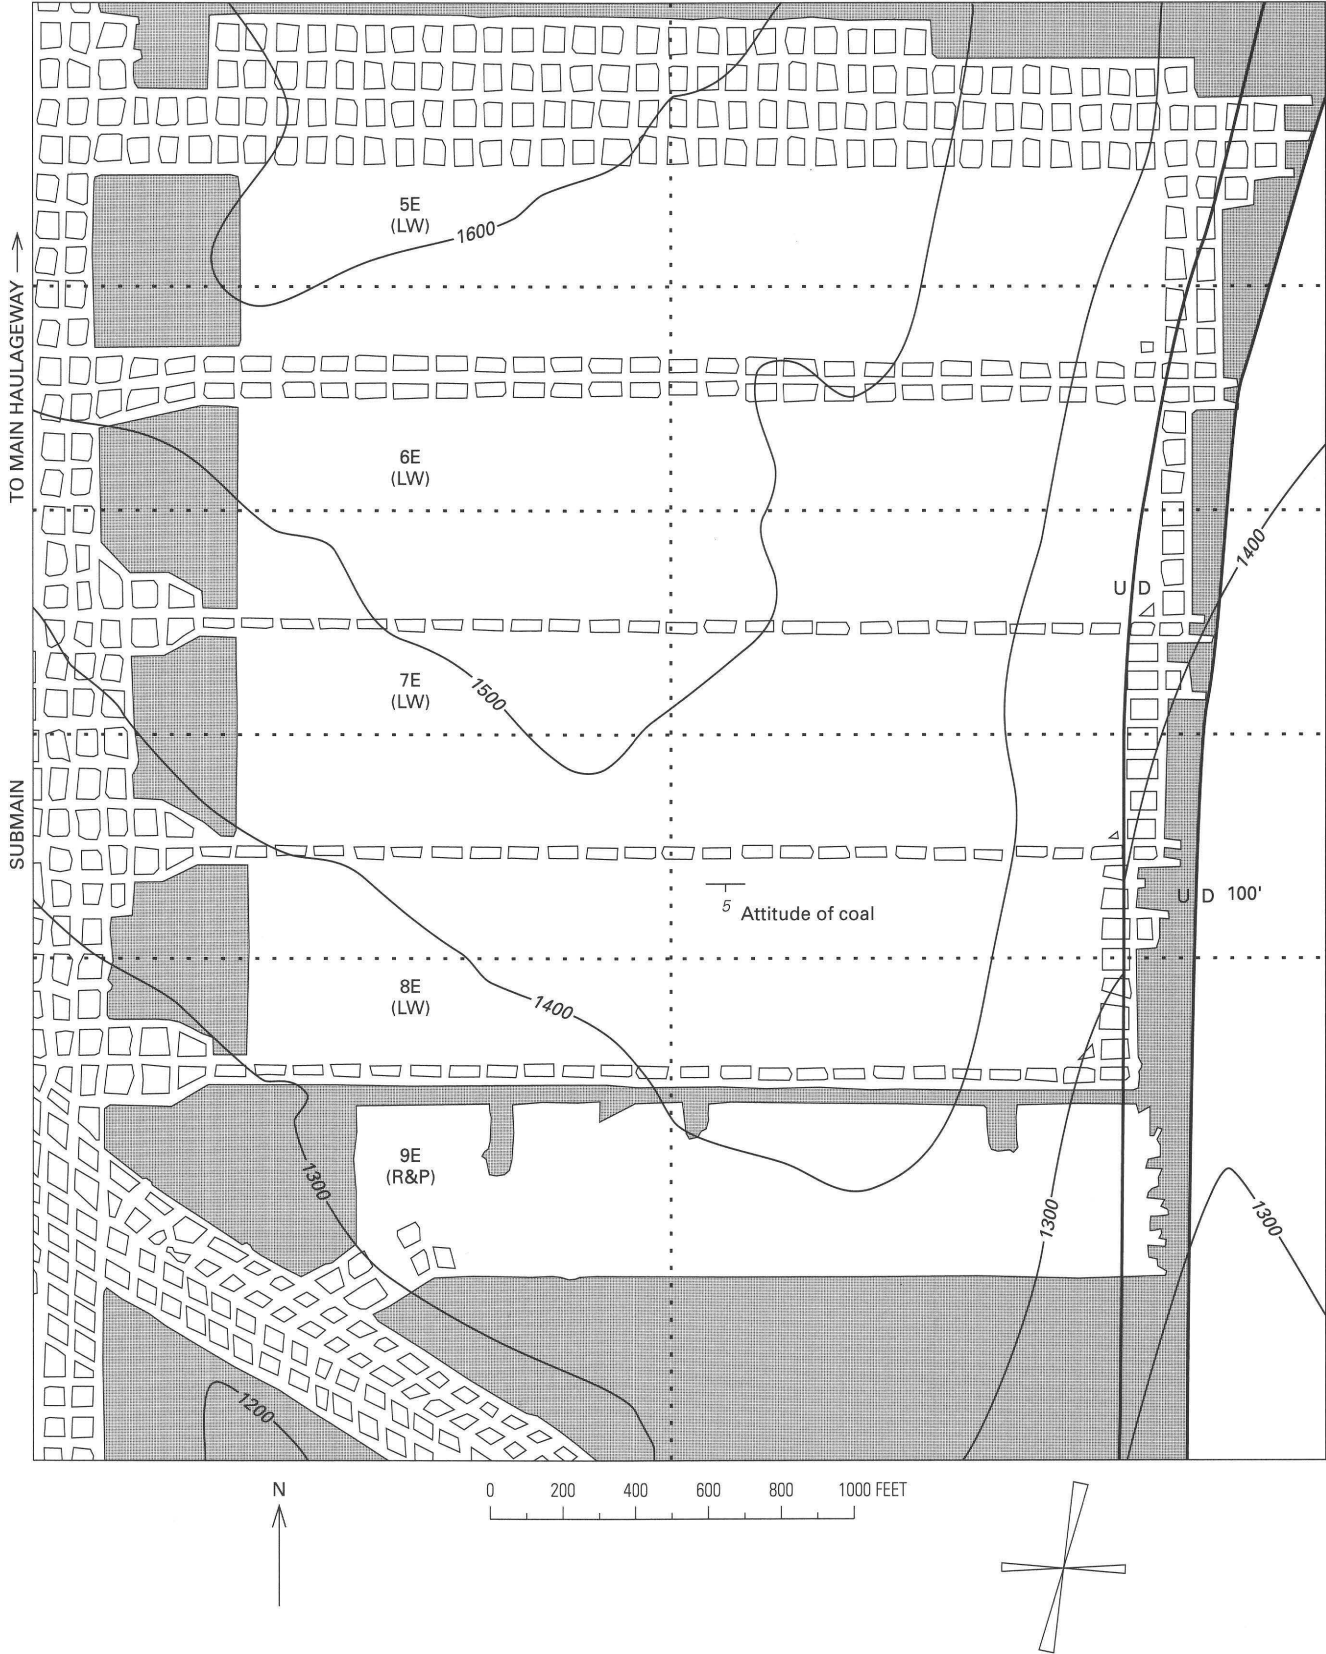 5E
(LW)
1600
TO MAIN HAULAGEWAY
6E
(LW)
1400
U D
7E
(LW)
1500
SUBMAIN
U D 100'
5 Attitude of coal
8E
(LW)
1400
9E
(R&P)
1300
1300
1300
1200
N
0 200 400 600 800 1000 FEET